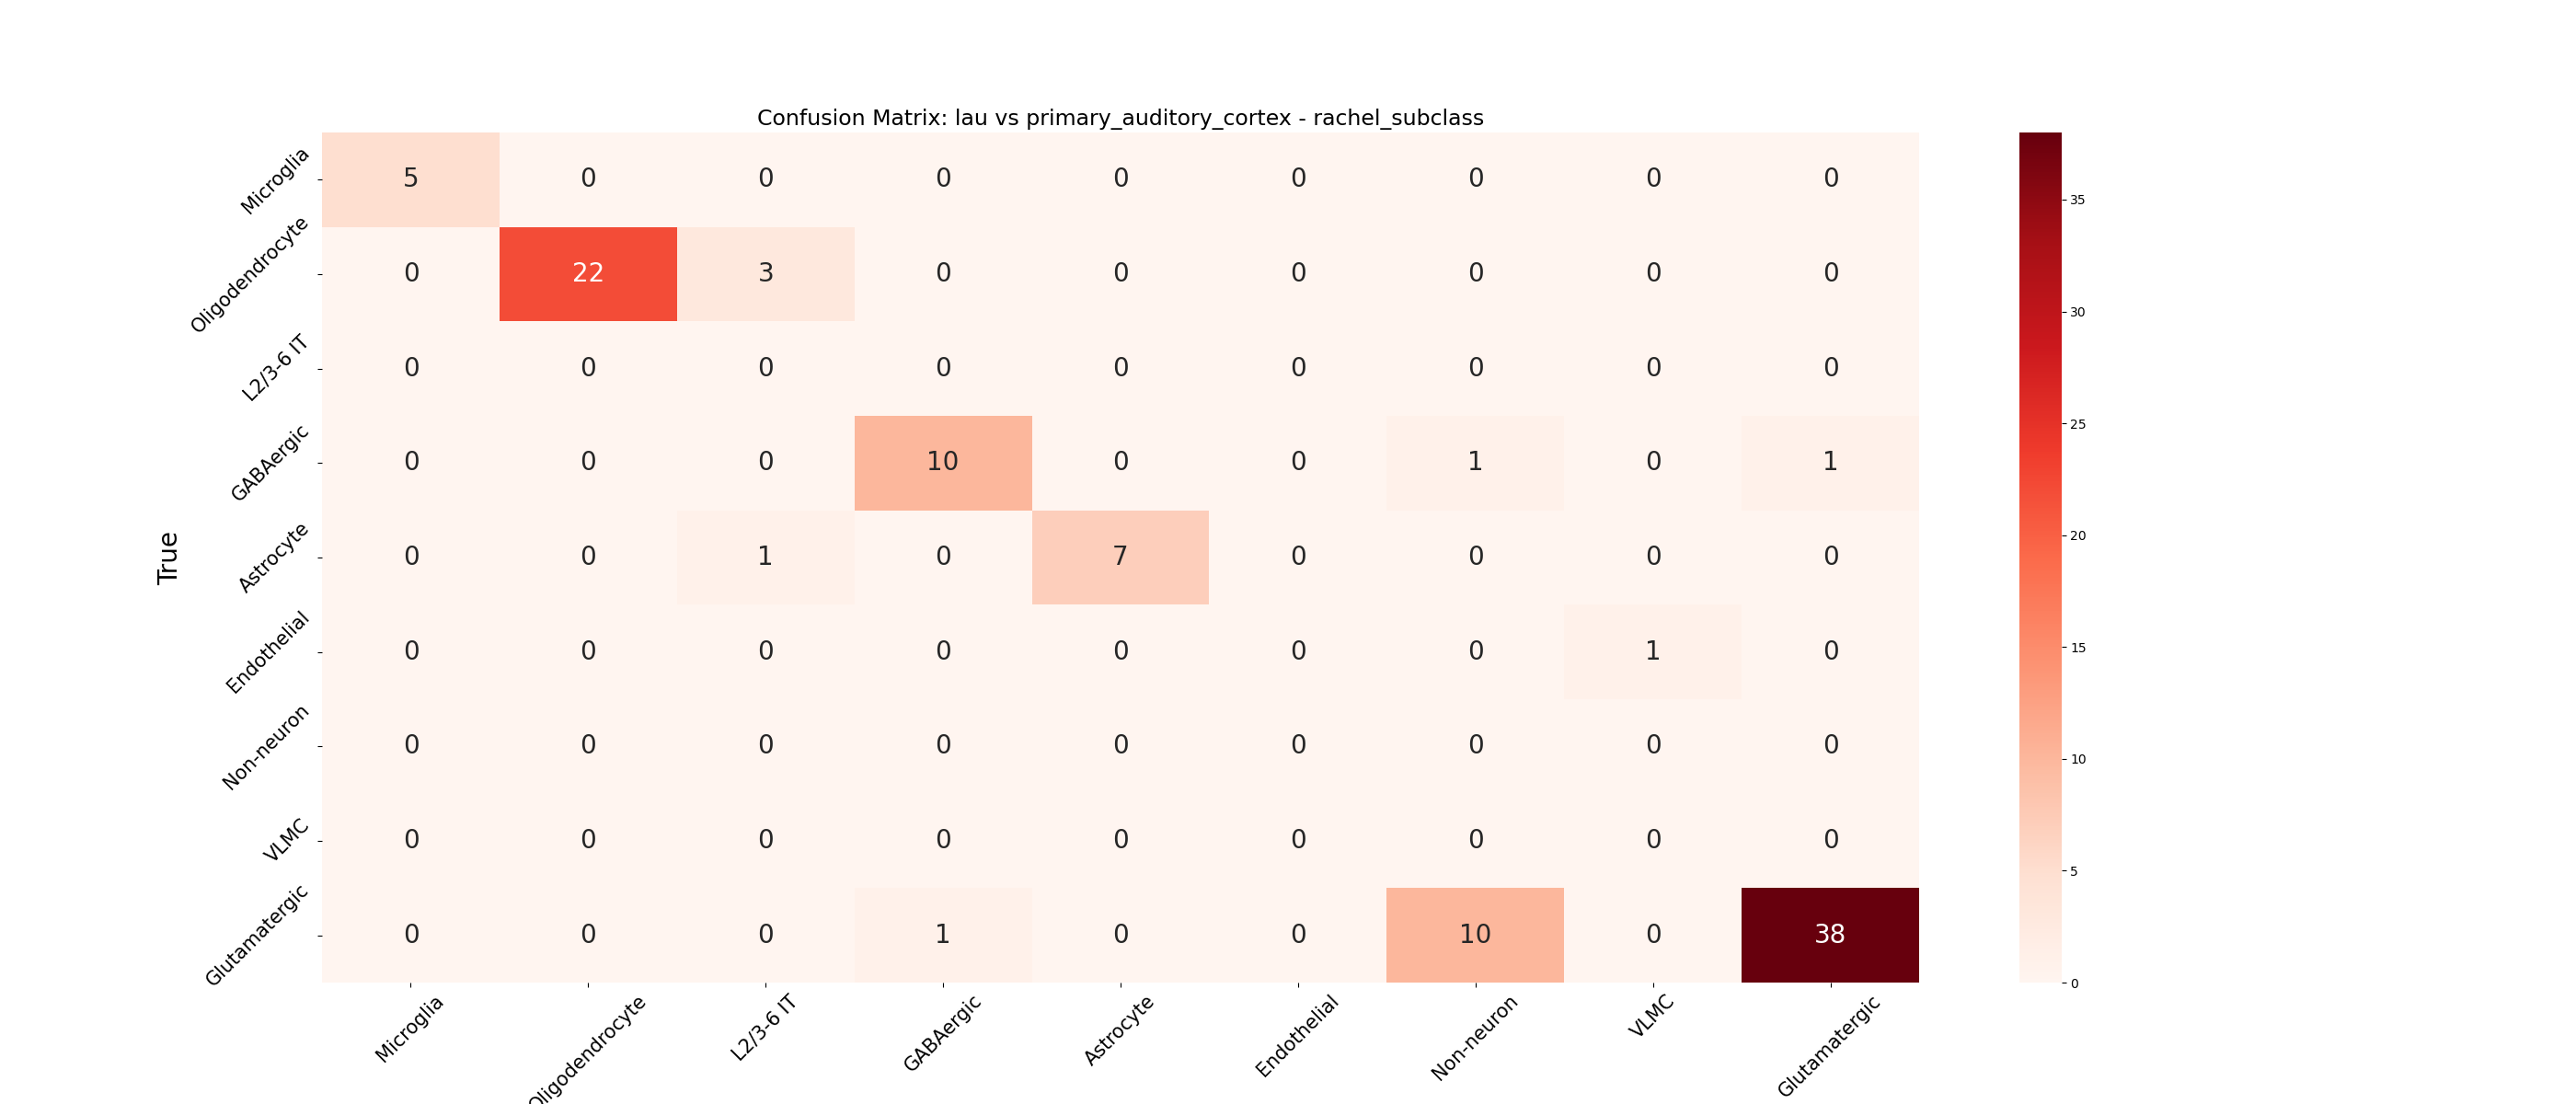 Confusion Matrix: lau vs primary_auditory_cortex - rachel_subclass
True
Microglia 5 0 0 0 0 0 0 0 0
Oligodendrocyte 0 22 3 0 0 0 0 0 0
L2/3-6 IT 0 0 0 0 0 0 0 0 0
GABAergic 0 0 0 10 0 0 1 0 1
Astrocyte 0 0 1 0 7 0 0 0 0
Endothelial 0 0 0 0 0 0 0 1 0
Non-neuron 0 0 0 0 0 0 0 0 0
VLMC 0 0 0 0 0 0 0 0 0
Glutamatergic 0 0 0 1 0 0 10 0 38
Microglia Oligodendrocyte L2/3-6 IT GABAergic Astrocyte Endothelial Non-neuron VLMC Glutamatergic
35
30
25
20
15
10
5
0